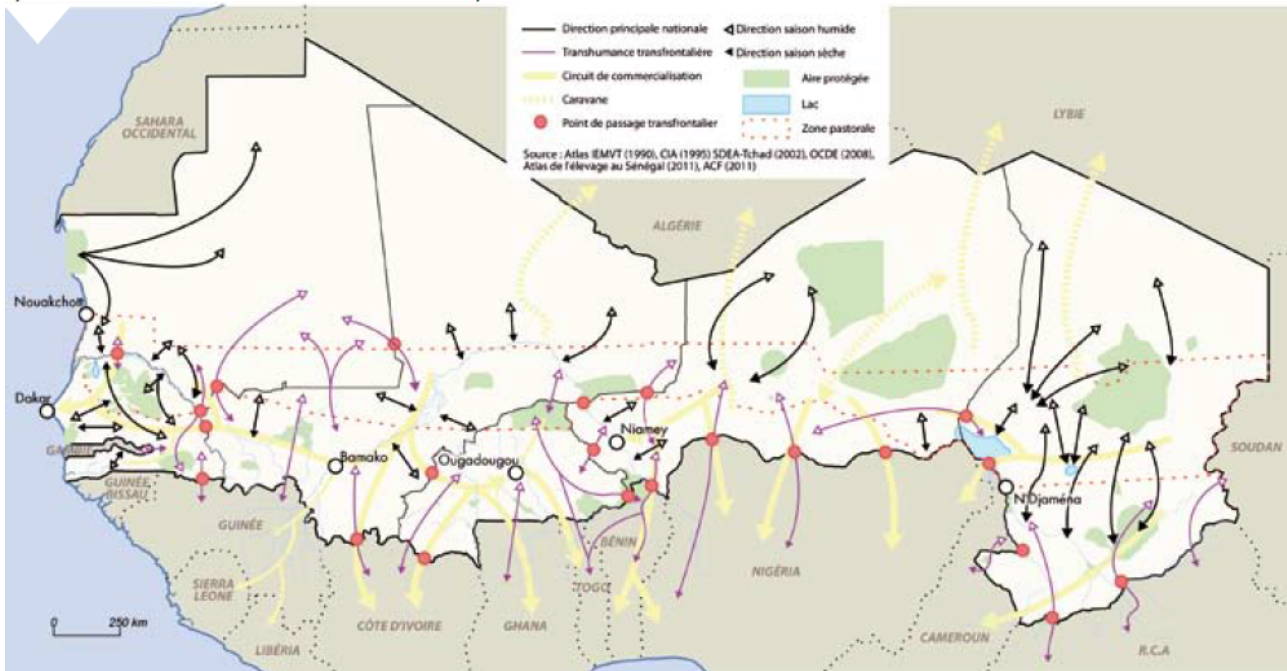 Direction principale nationale
Transhumance transfrontalière
Circuit de commercialisation
Caravane
Point de passage transfrontalier
Direction saison humide
Direction saison sèche
Aire protégée
Lac
Zone pastorale
Source : Atlas IEMVT (1990), CIA (1995) SDEA-Tchad (2002), OCDE (2008),
Atlas de l'élevage au Sénégal (2011), ACF (2011)
SAHARA
OCCIDENTAL
LYBIE
ALGÉRIE
Nouakchott
Dakar
Niamey
Bamako
Ougadougou
SOUDAN
GUINÉE
BISSAU
N'Djaména
GUINÉE
BÉNIN
NIGÉRIA
SIERRA
LEONE
TOGO
CÔTE D'IVOIRE
GHANA
CAMEROUN
LIBÉRIA
R.C.A
0 250 km